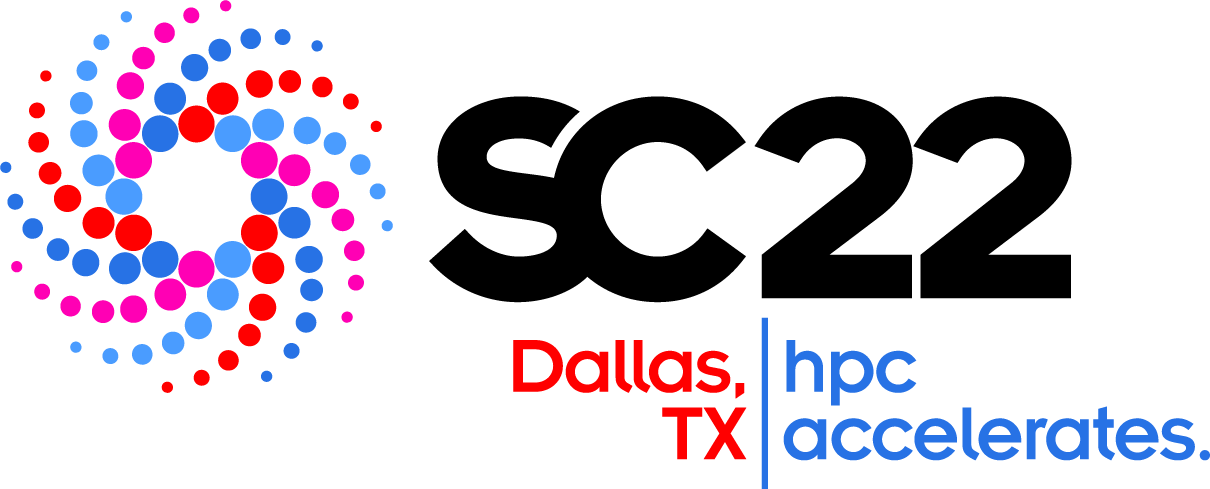 SC22
Dallas,
TX
hpc
accelerates.